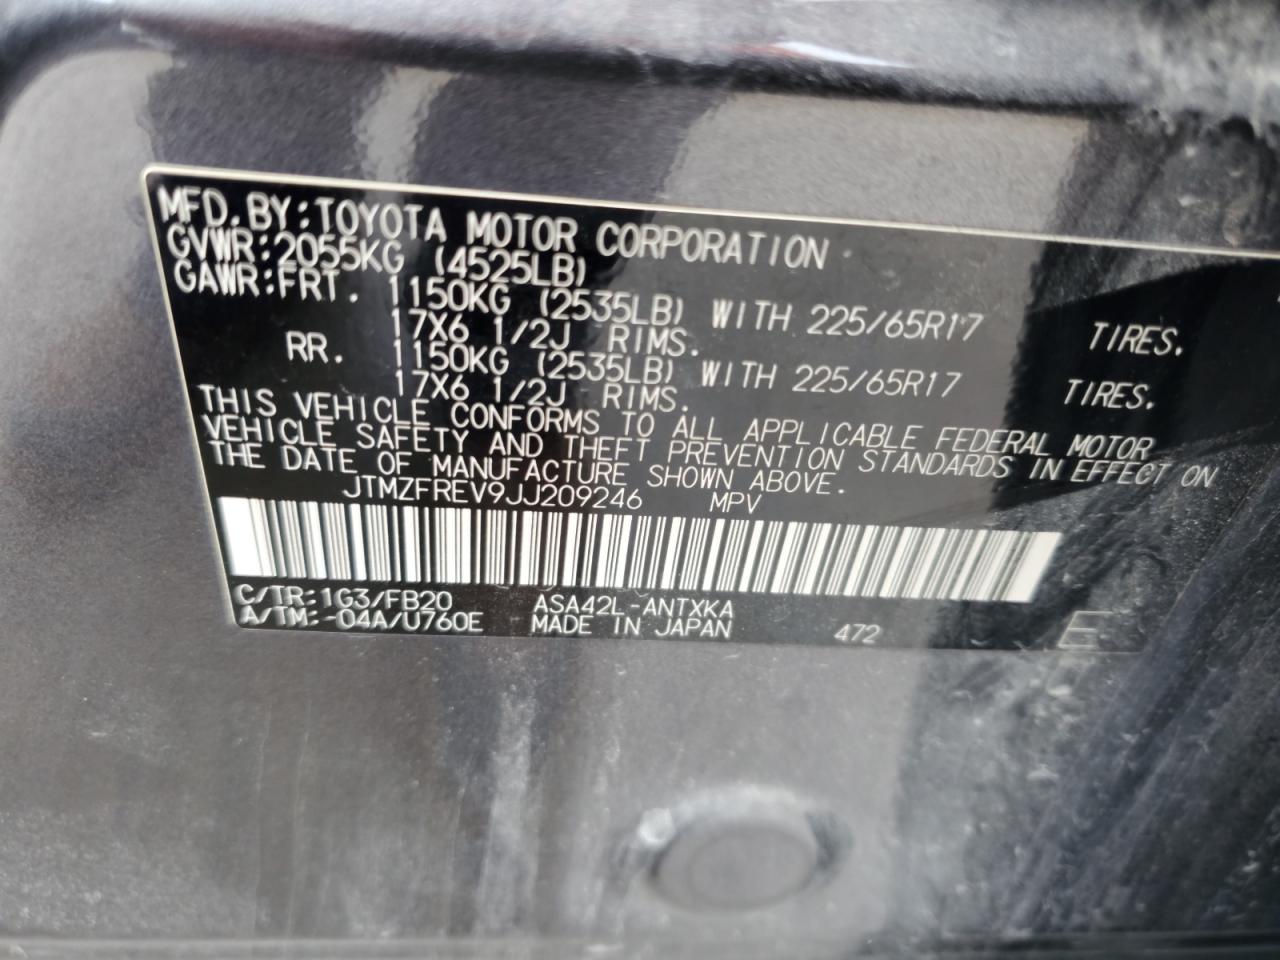 MFD. BY: TOYOTA MOTOR CORPORATION
GVWR: 2055KG (4525LB)
GAWR: FRT. 1150KG (2535LB) WITH 225/65R17 TIRES.
17X6 1/2J RIMS.
RR. 1150KG (2535LB) WITH 225/65R17 TIRES.
17X6 1/2J RIMS.
THIS VEHICLE CONFORMS TO ALL APPLICABLE FEDERAL MOTOR
VEHICLE SAFETY AND THEFT PREVENTION STANDARDS IN EFFECT ON
THE DATE OF MANUFACTURE SHOWN ABOVE.
JTMZFREV9JJ209246 MPV
C/TR: 1G3/FB20 ASA42L-ANTXKA
A/TM: -04A/U760E MADE IN JAPAN 472 E